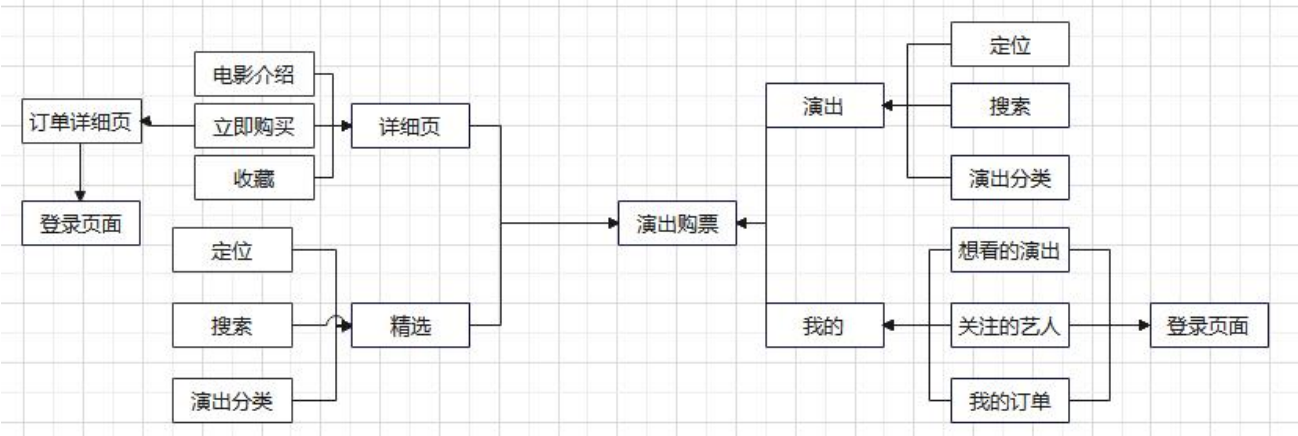 电影介绍
立即购买
收藏
订单详细页
登录页面
详细页
定位
搜索
演出分类
精选
演出购票
演出
定位
搜索
演出分类
我的
想看的演出
关注的艺人
我的订单
登录页面